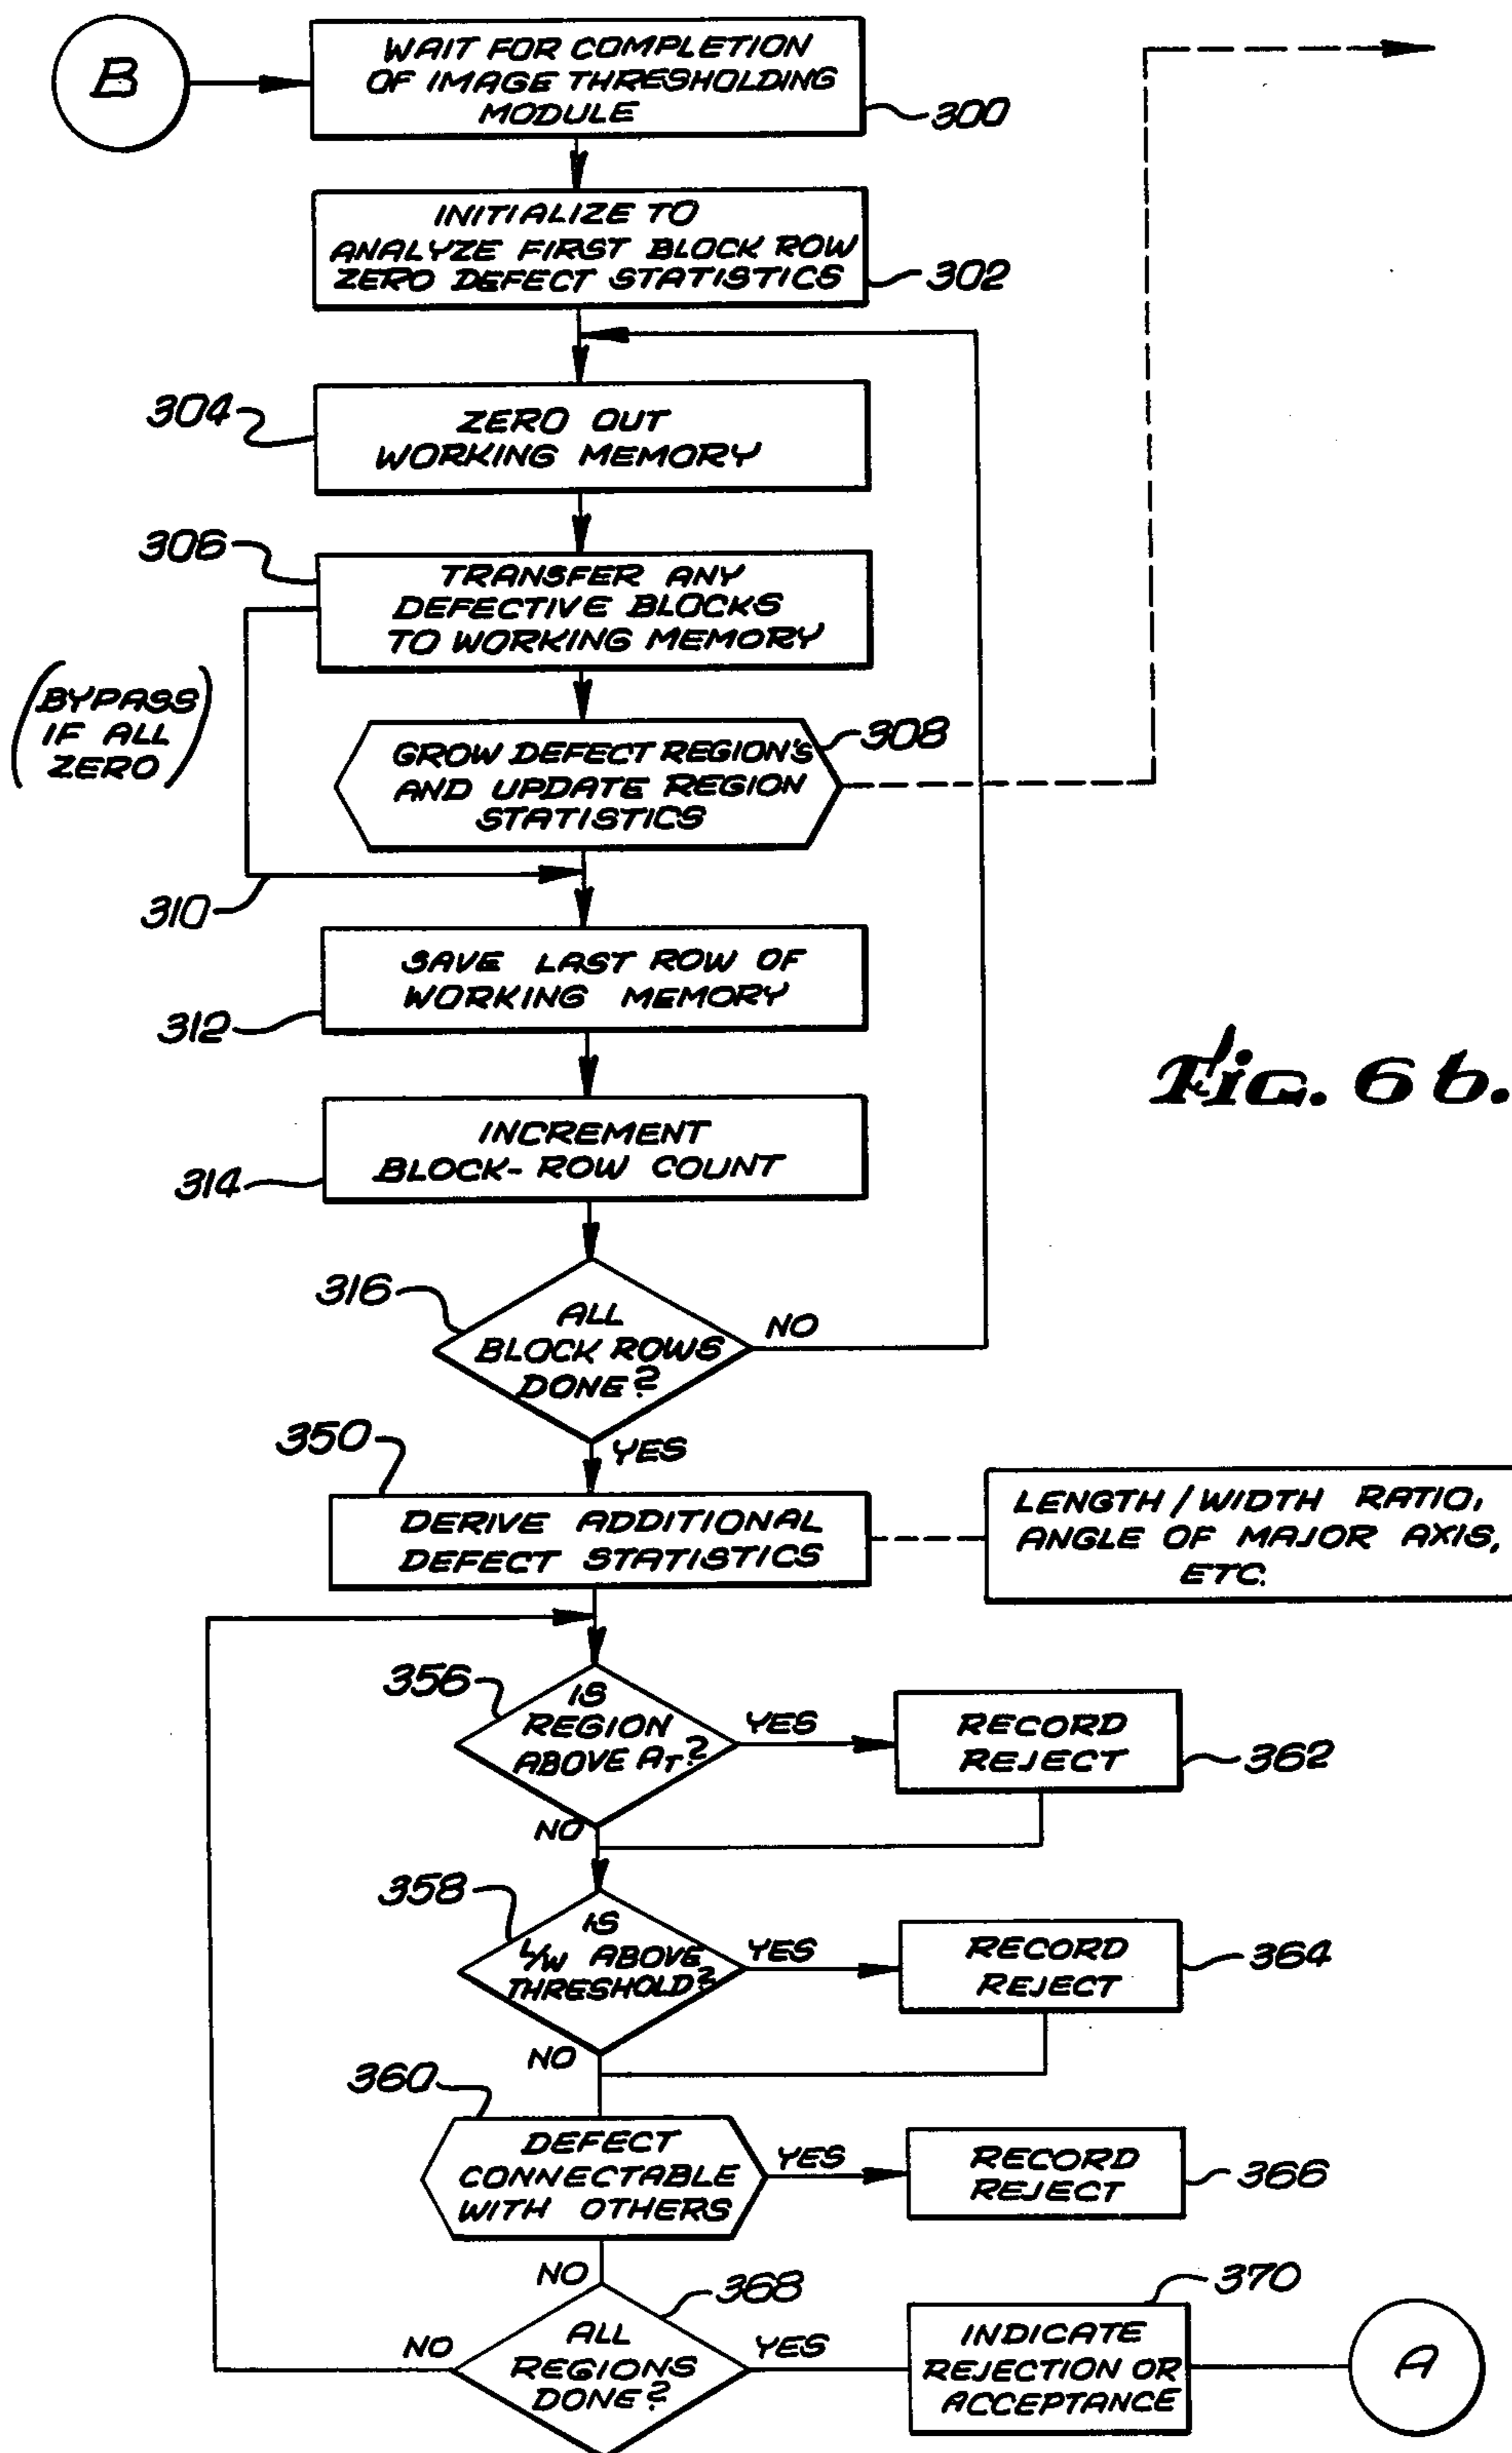 B
WAIT FOR COMPLETION
OF IMAGE THRESHOLDING
MODULE
300
INITIALIZE TO
ANALYZE FIRST BLOCK ROW
ZERO DEFECT STATISTICS
302
304
ZERO OUT
WORKING MEMORY
306
TRANSFER ANY
DEFECTIVE BLOCKS
TO WORKING MEMORY
(BYPASS
IF ALL
ZERO)
GROW DEFECT REGION'S
AND UPDATE REGION
STATISTICS
308
310
SAVE LAST ROW OF
WORKING MEMORY
312
Fig. 6b.
INCREMENT
BLOCK-ROW COUNT
314
316
ALL
BLOCK ROWS
DONE?
NO
YES
350
DERIVE ADDITIONAL
DEFECT STATISTICS
LENGTH/WIDTH RATIO,
ANGLE OF MAJOR AXIS,
ETC.
356
IS
REGION
ABOVE AT?
YES
RECORD
REJECT
362
NO
358
IS
L/W ABOVE
THRESHOLD?
YES
RECORD
REJECT
364
NO
360
DEFECT
CONNECTABLE
WITH OTHERS
YES
RECORD
REJECT
366
NO
368
ALL
REGIONS
DONE?
NO
YES
370
INDICATE
REJECTION OR
ACCEPTANCE
A